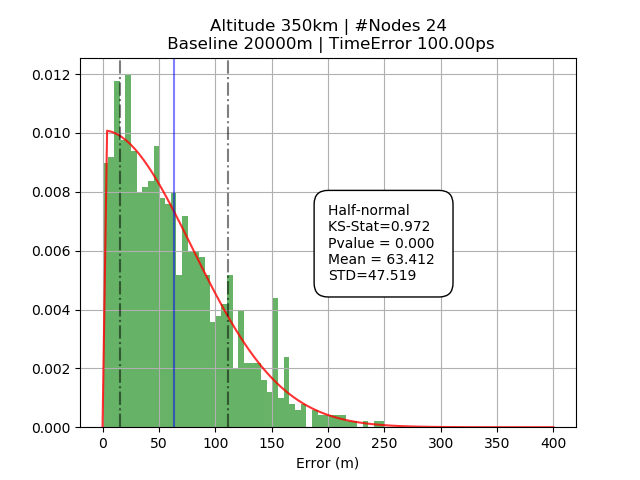 Altitude 350km | #Nodes 24
Baseline 20000m | TimeError 100.00ps
0.012
0.010
0.008
0.006
0.004
0.002
0.000
Half-normal
KS-Stat=0.972
Pvalue = 0.000
Mean = 63.412
STD=47.519
0 50 100 150 200 250 300 350 400
Error (m)